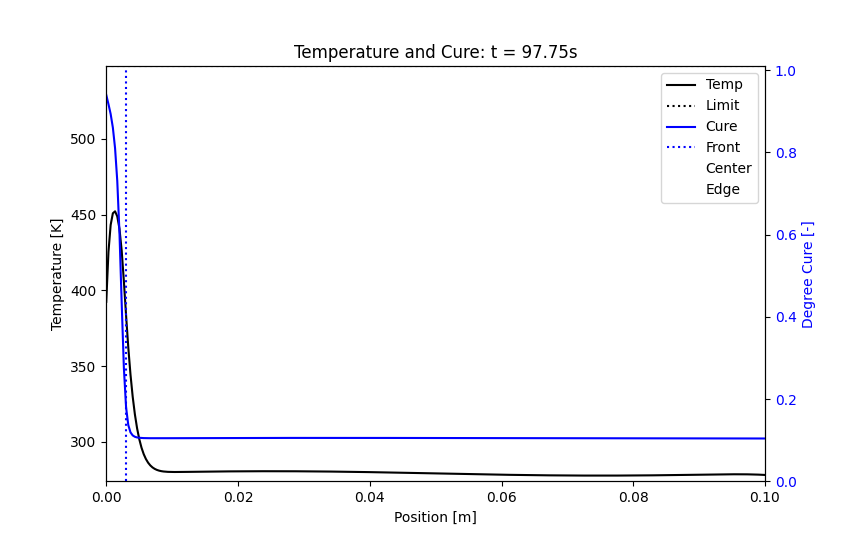 Temperature and Cure: t = 97.75s
Temp
Limit
Cure
Front
Center
Edge
Temperature [K]
500
450
400
350
300
Degree Cure [-]
1.0
0.8
0.6
0.4
0.2
0.0
0.00 0.02 0.04 0.06 0.08 0.10
Position [m]